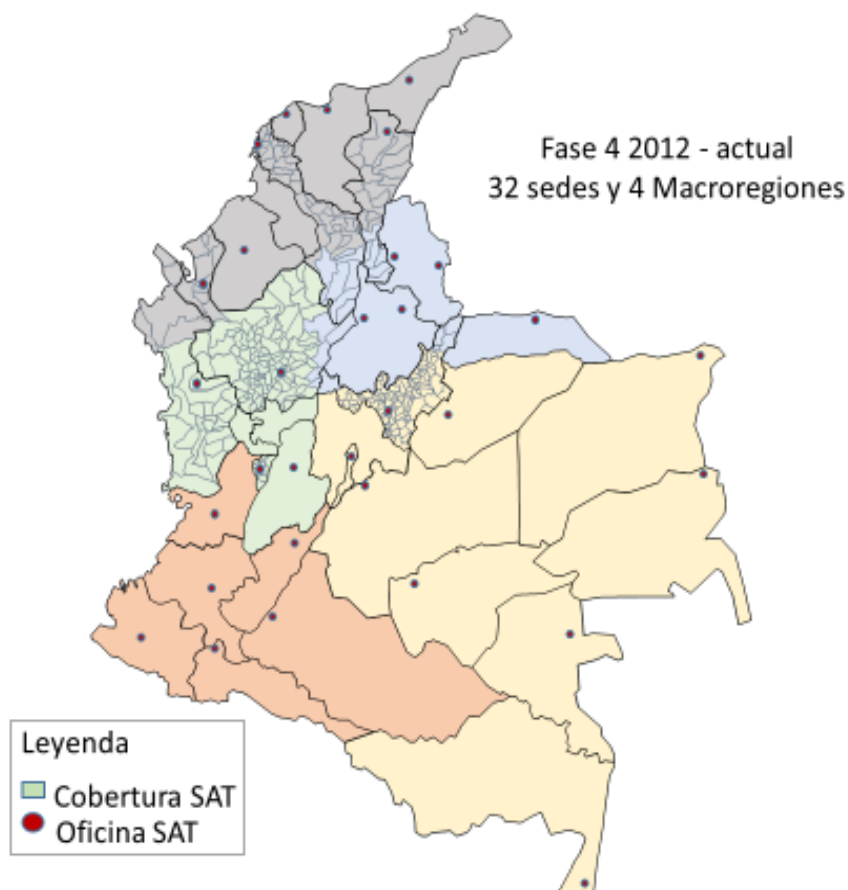 Fase 4 2012 - actual
32 sedes y 4 Macroregiones
Leyenda
Cobertura SAT
Oficina SAT